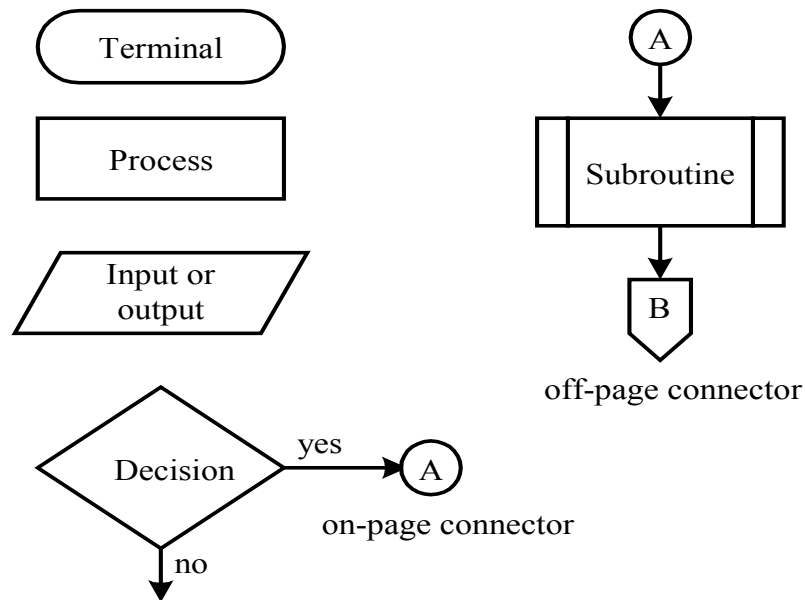 Terminal
Process
Input or
output
Decision
yes
A
on-page connector
no
A
Subroutine
B
off-page connector